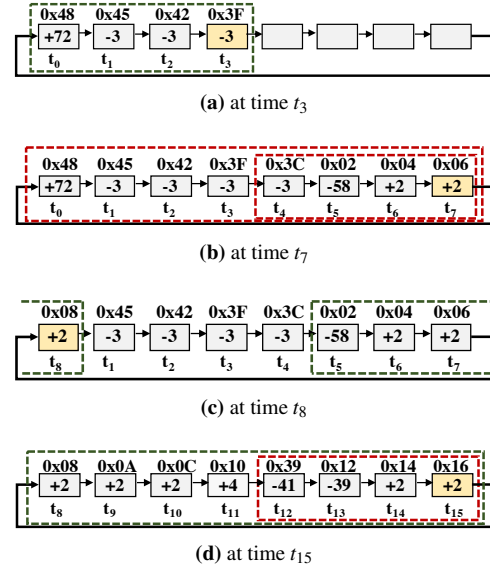 0x48 0x45 0x42 0x3F
+72 -3 -3 -3
t0 t1 t2 t3
(a) at time t3
0x48 0x45 0x42 0x3F 0x3C 0x02 0x04 0x06
+72 -3 -3 -3 -3 -58 +2 +2
t0 t1 t2 t3 t4 t5 t6 t7
(b) at time t7
0x08 0x45 0x42 0x3F 0x3C 0x02 0x04 0x06
+2 -3 -3 -3 -3 -58 +2 +2
t8 t1 t2 t3 t4 t5 t6 t7
(c) at time t8
0x08 0x0A 0x0C 0x10 0x39 0x12 0x14 0x16
+2 +2 +2 +4 -41 -39 +2 +2
t8 t9 t10 t11 t12 t13 t14 t15
(d) at time t15